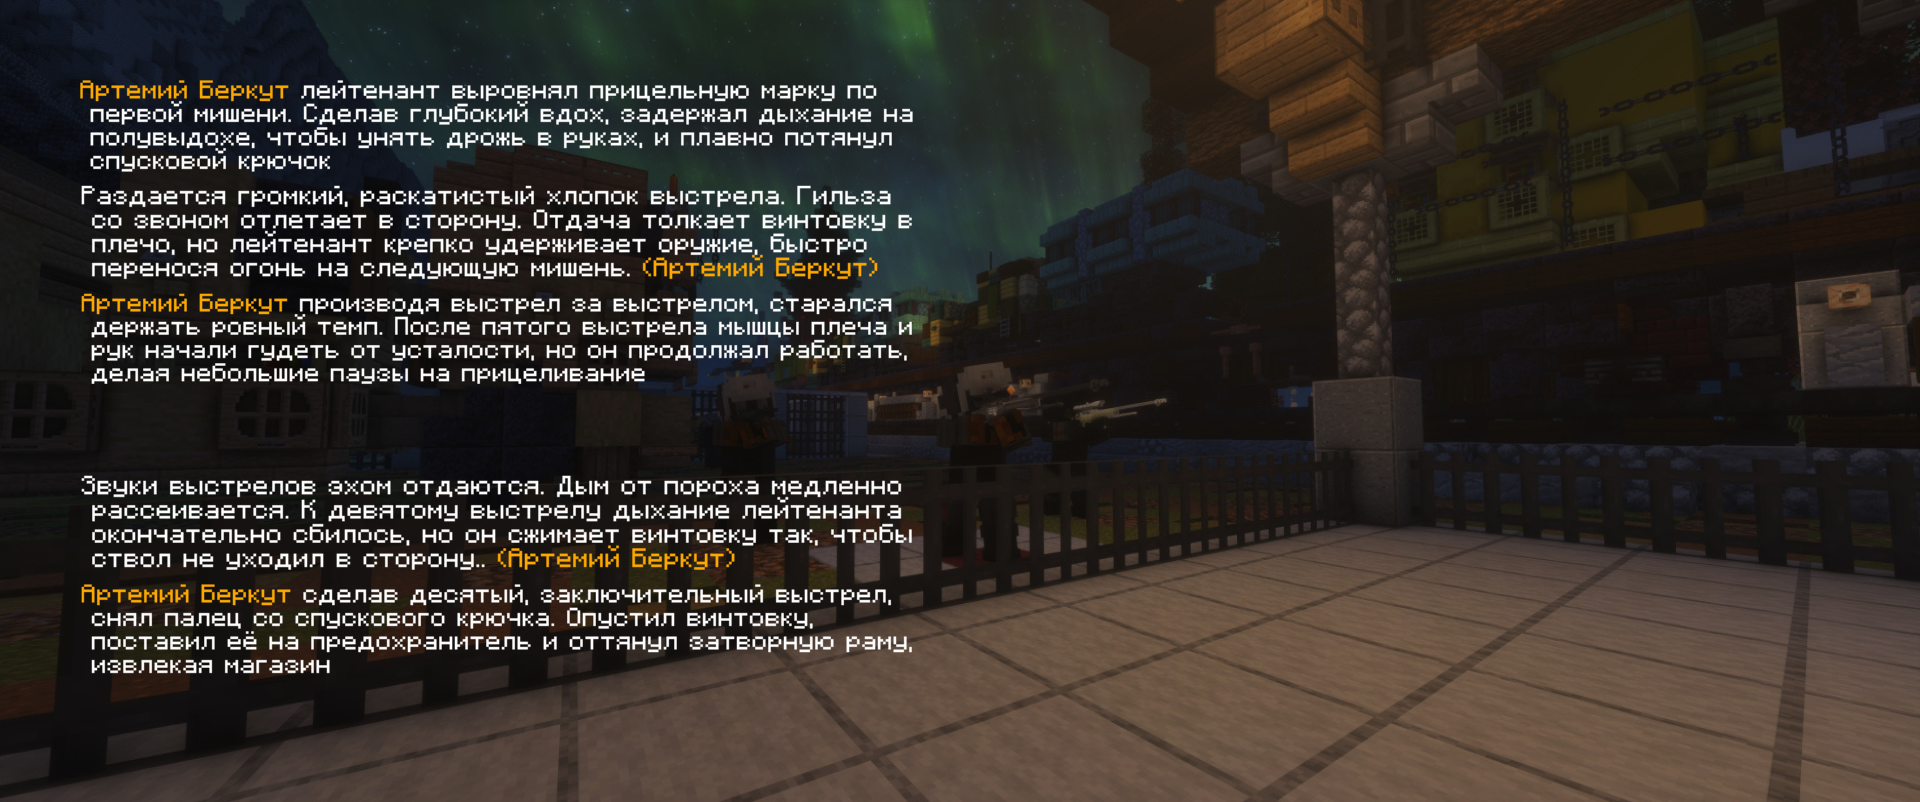 Артемий Беркут лейтенант выровнял прицельную марку по
первой мишени. Сделав глубокий вдох, задержал дыхание на
полувыдохе, чтобы унять дрожь в руках, и плавно потянул
спусковой крючок
Раздается громкий, раскатистый хлопок выстрела. Гильза
со звоном отлетает в сторону. Отдача толкает винтовку в
плечо, но лейтенант крепко удерживает оружие, быстро
перенося огонь на следующую мишень. (Артемий Беркут)
Артемий Беркут производя выстрел за выстрелом, старался
держать ровный темп. После пятого выстрела мышцы плеча и
рук начали гудеть от усталости, но он продолжал работать,
делая небольшие паузы на прицеливание
Звуки выстрелов эхом отдаются. Дым от пороха медленно
рассеивается. К девятому выстрелу дыхание лейтенанта
окончательно сбилось, но он сжимает винтовку так, чтобы
ствол не уходил в сторону.. (Артемий Беркут)
Артемий Беркут сделав десятый, заключительный выстрел,
снял палец со спускового крючка. Опустил винтовку,
поставил её на предохранитель и оттянул затворную раму,
извлекая магазин